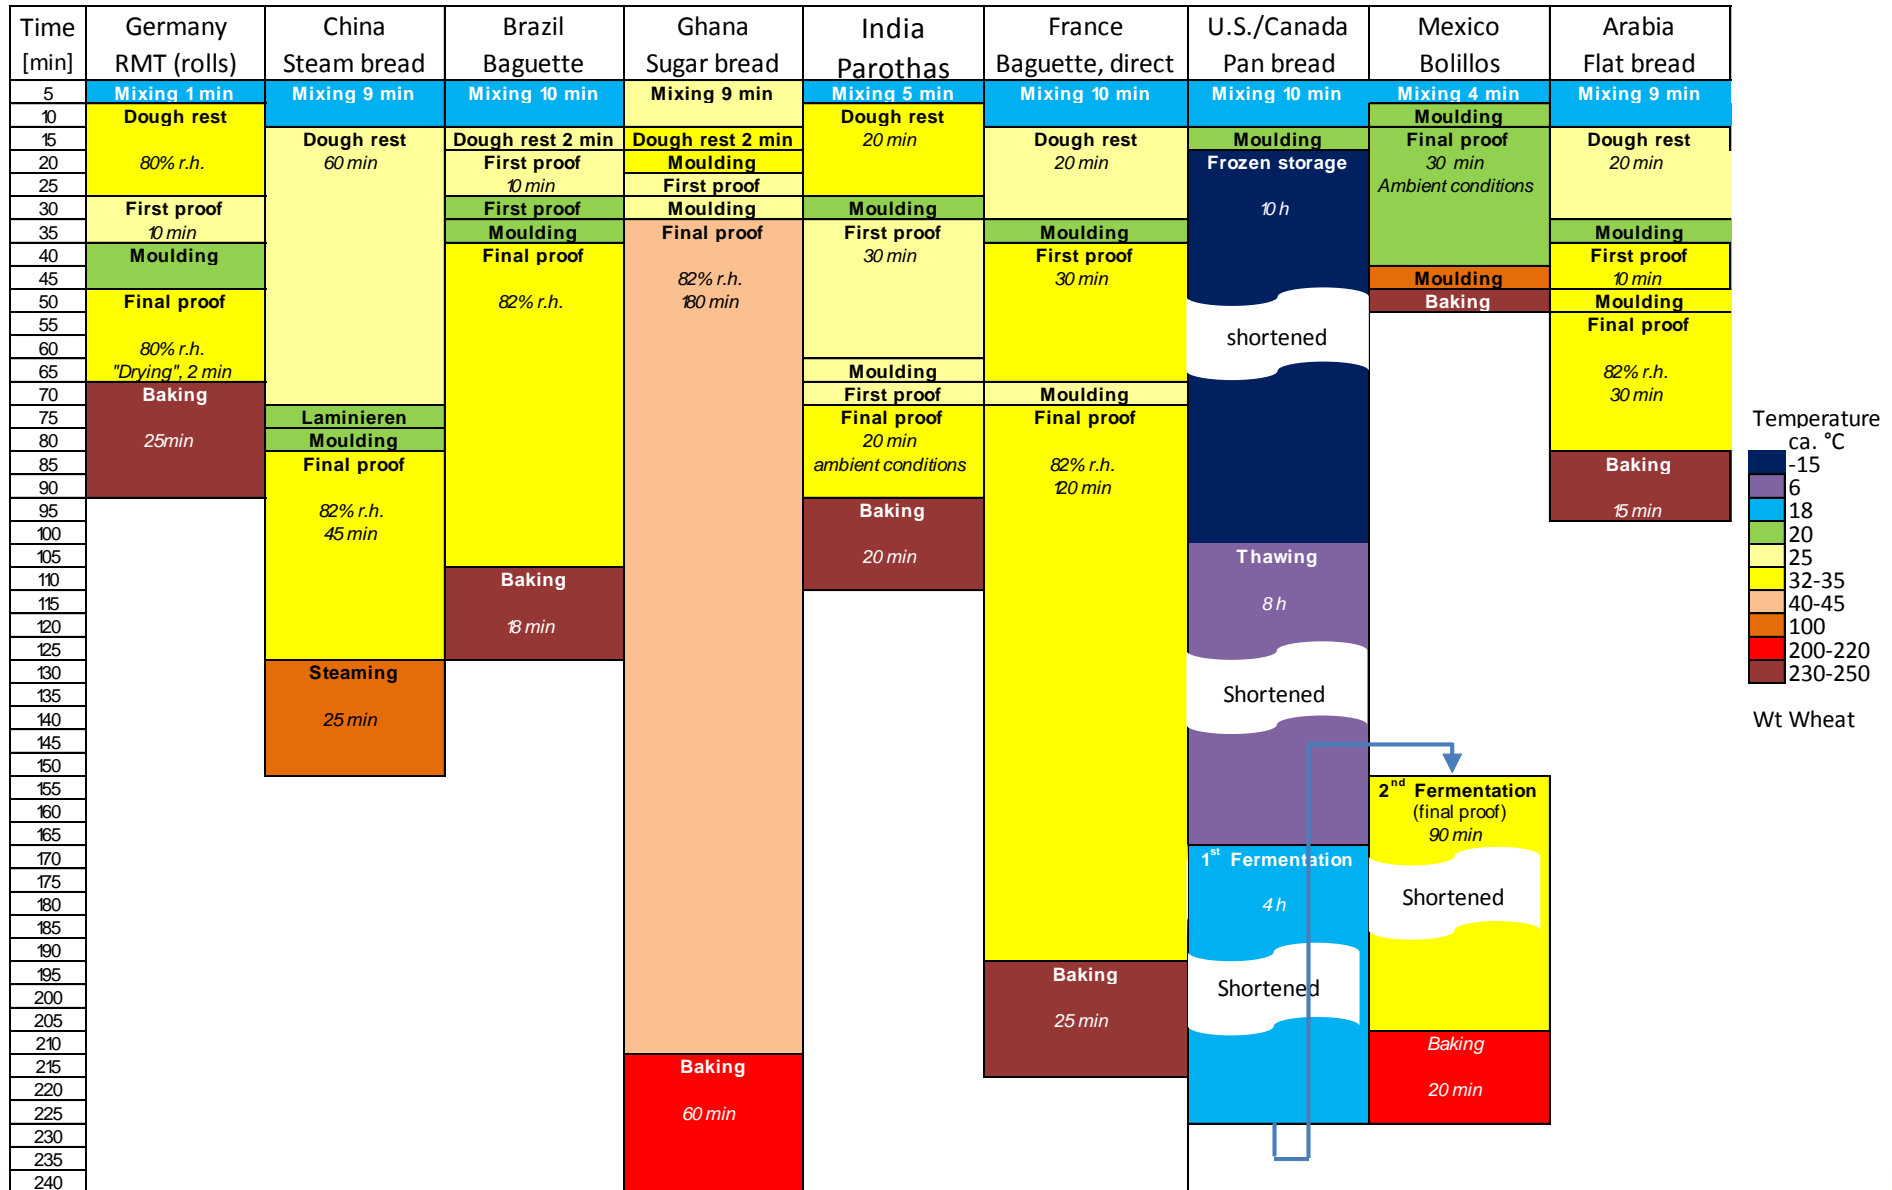 Time
[min]
Germany
RMT (rolls)
China
Steam bread
Brazil
Baguette
Ghana
Sugar bread
India
Parothas
France
Baguette, direct
U.S./Canada
Pan bread
Mexico
Bolillos
Arabia
Flat bread
5
10
15
20
25
30
35
40
45
50
55
60
65
70
75
80
85
90
95
100
105
110
115
120
125
130
135
140
145
150
155
160
165
170
175
180
185
190
195
200
205
210
215
220
225
230
235
240
Mixing 1 min
Dough rest
80% r.h.
First proof
10 min
Moulding
Final proof
80% r.h.
"Drying", 2 min
Baking
25min
Mixing 9 min
Dough rest
60 min
Laminieren
Moulding
Final proof
82% r.h.
45 min
Steaming
25 min
Mixing 10 min
Dough rest 2 min
First proof
10 min
First proof
Moulding
Final proof
82% r.h.
Baking
18 min
Mixing 9 min
Dough rest 2 min
Moulding
First proof
Moulding
Final proof
82% r.h.
180 min
Baking
60 min
Mixing 5 min
Dough rest
20 min
Moulding
First proof
30 min
Moulding
First proof
Final proof
20 min
ambient conditions
Baking
20 min
Mixing 10 min
Dough rest
20 min
Moulding
First proof
30 min
Moulding
Final proof
82% r.h.
120 min
Baking
25 min
Mixing 10 min
Moulding
Frozen storage
10 h
shortened
Thawing
8 h
Shortened
1st Fermentation
4 h
Shortened
Mixing 4 min
Moulding
Final proof
30 min
Ambient conditions
Moulding
Baking
2nd Fermentation
(final proof)
90 min
Shortened
Baking
20 min
Mixing 9 min
Dough rest
20 min
Moulding
First proof
10 min
Moulding
Final proof
82% r.h.
30 min
Baking
15 min
Temperature
ca. °C
-15
6
18
20
25
32-35
40-45
100
200-220
230-250
Wt Wheat